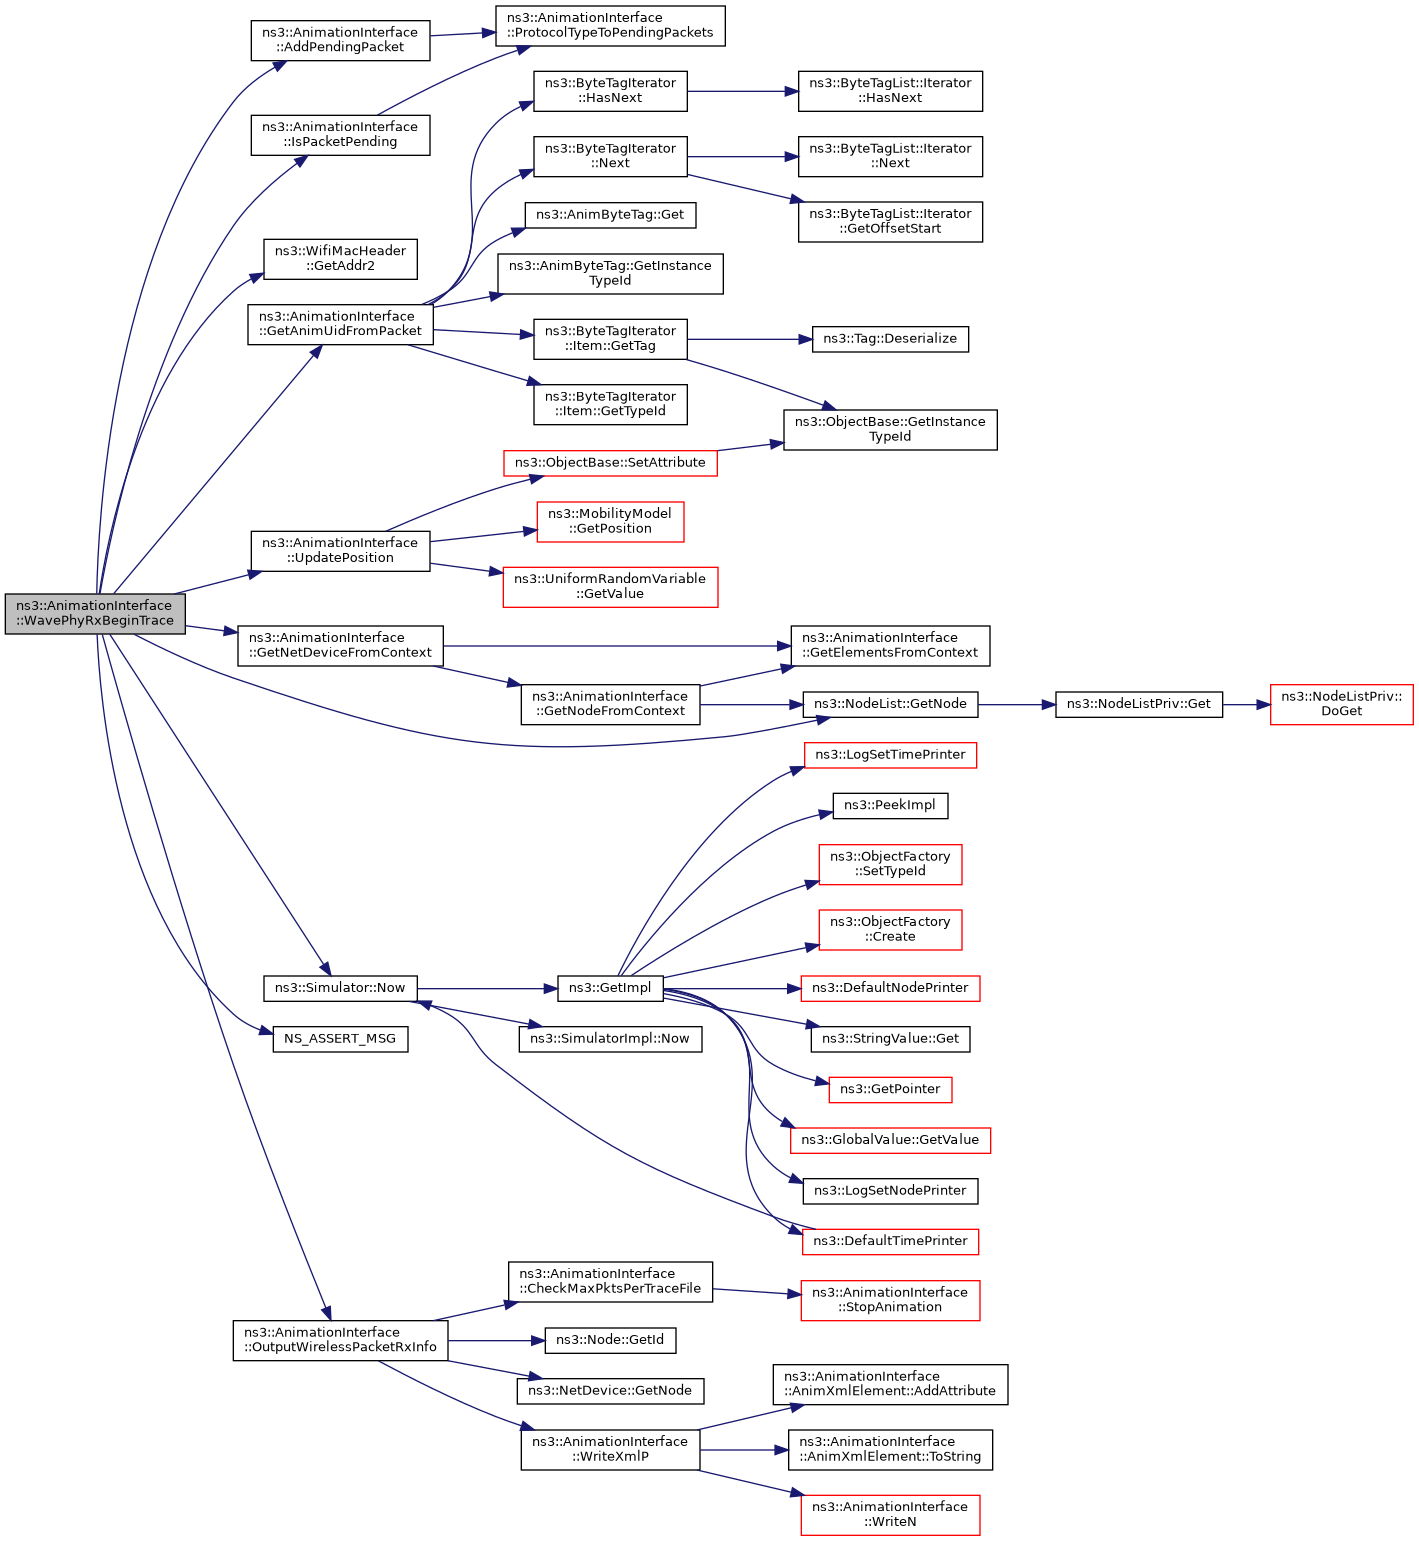 ns3::AnimationInterface
::WavePhyRxBeginTrace
ns3::AnimationInterface
::AddPendingPacket
ns3::AnimationInterface
::ProtocolTypeToPendingPackets
ns3::AnimationInterface
::IsPacketPending
ns3::WifiMacHeader
::GetAddr2
ns3::AnimationInterface
::GetAnimUidFromPacket
ns3::ByteTagIterator
::HasNext
ns3::ByteTagList::Iterator
::HasNext
ns3::ByteTagIterator
::Next
ns3::ByteTagList::Iterator
::Next
ns3::ByteTagList::Iterator
::GetOffsetStart
ns3::AnimByteTag::Get
ns3::AnimByteTag::GetInstance
TypeId
ns3::ByteTagIterator
::Item::GetTag
ns3::Tag::Deserialize
ns3::ByteTagIterator
::Item::GetTypeId
ns3::ObjectBase::GetInstance
TypeId
ns3::AnimationInterface
::UpdatePosition
ns3::ObjectBase::SetAttribute
ns3::MobilityModel
::GetPosition
ns3::UniformRandomVariable
::GetValue
ns3::AnimationInterface
::GetNetDeviceFromContext
ns3::AnimationInterface
::GetElementsFromContext
ns3::AnimationInterface
::GetNodeFromContext
ns3::NodeList::GetNode
ns3::NodeListPriv::Get
ns3::NodeListPriv::
DoGet
ns3::Simulator::Now
ns3::GetImpl
ns3::SimulatorImpl::Now
ns3::LogSetTimePrinter
ns3::PeekImpl
ns3::ObjectFactory
::SetTypeId
ns3::ObjectFactory
::Create
ns3::DefaultNodePrinter
ns3::StringValue::Get
ns3::GetPointer
ns3::GlobalValue::GetValue
ns3::LogSetNodePrinter
ns3::DefaultTimePrinter
NS_ASSERT_MSG
ns3::AnimationInterface
::OutputWirelessPacketRxInfo
ns3::AnimationInterface
::CheckMaxPktsPerTraceFile
ns3::AnimationInterface
::StopAnimation
ns3::Node::GetId
ns3::NetDevice::GetNode
ns3::AnimationInterface
::WriteXmlP
ns3::AnimationInterface
::AnimXmlElement::AddAttribute
ns3::AnimationInterface
::AnimXmlElement::ToString
ns3::AnimationInterface
::WriteN